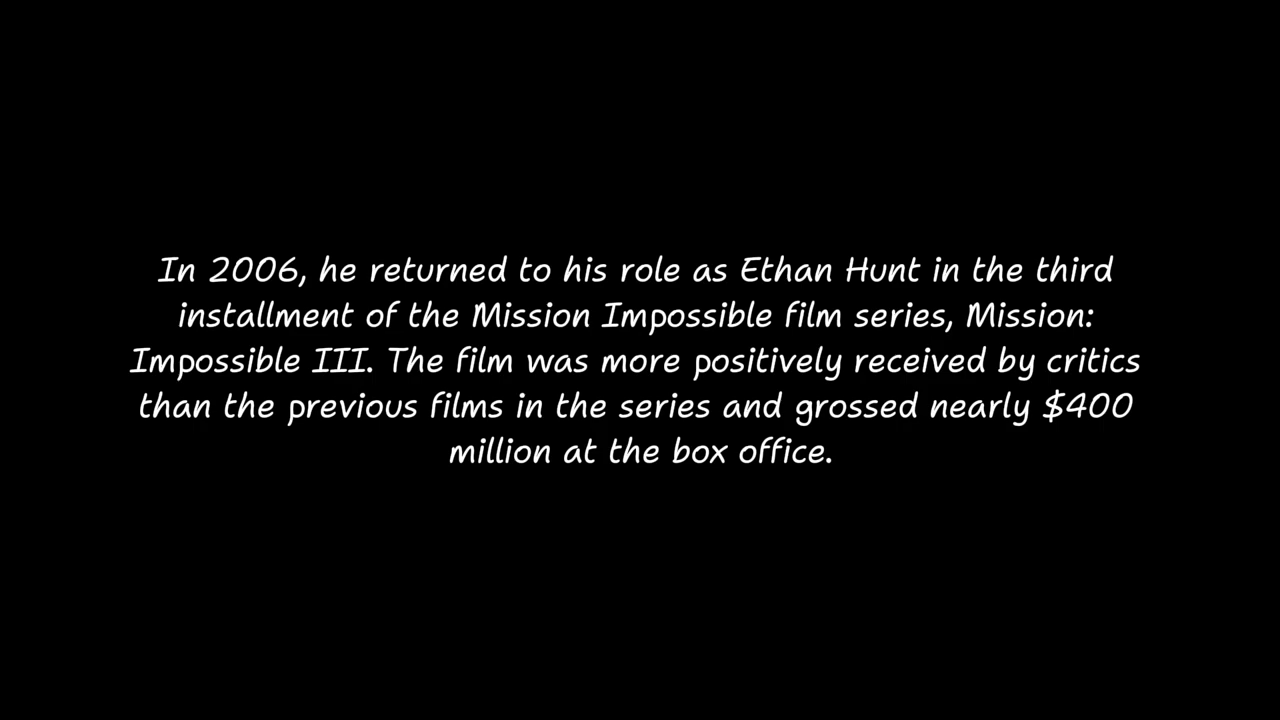 In 2006, he returned to his role as Ethan Hunt in the third
installment of the Mission Impossible film series, Mission:
Impossible III. The film was more positively received by critics
than the previous films in the series and grossed nearly $400
million at the box office.